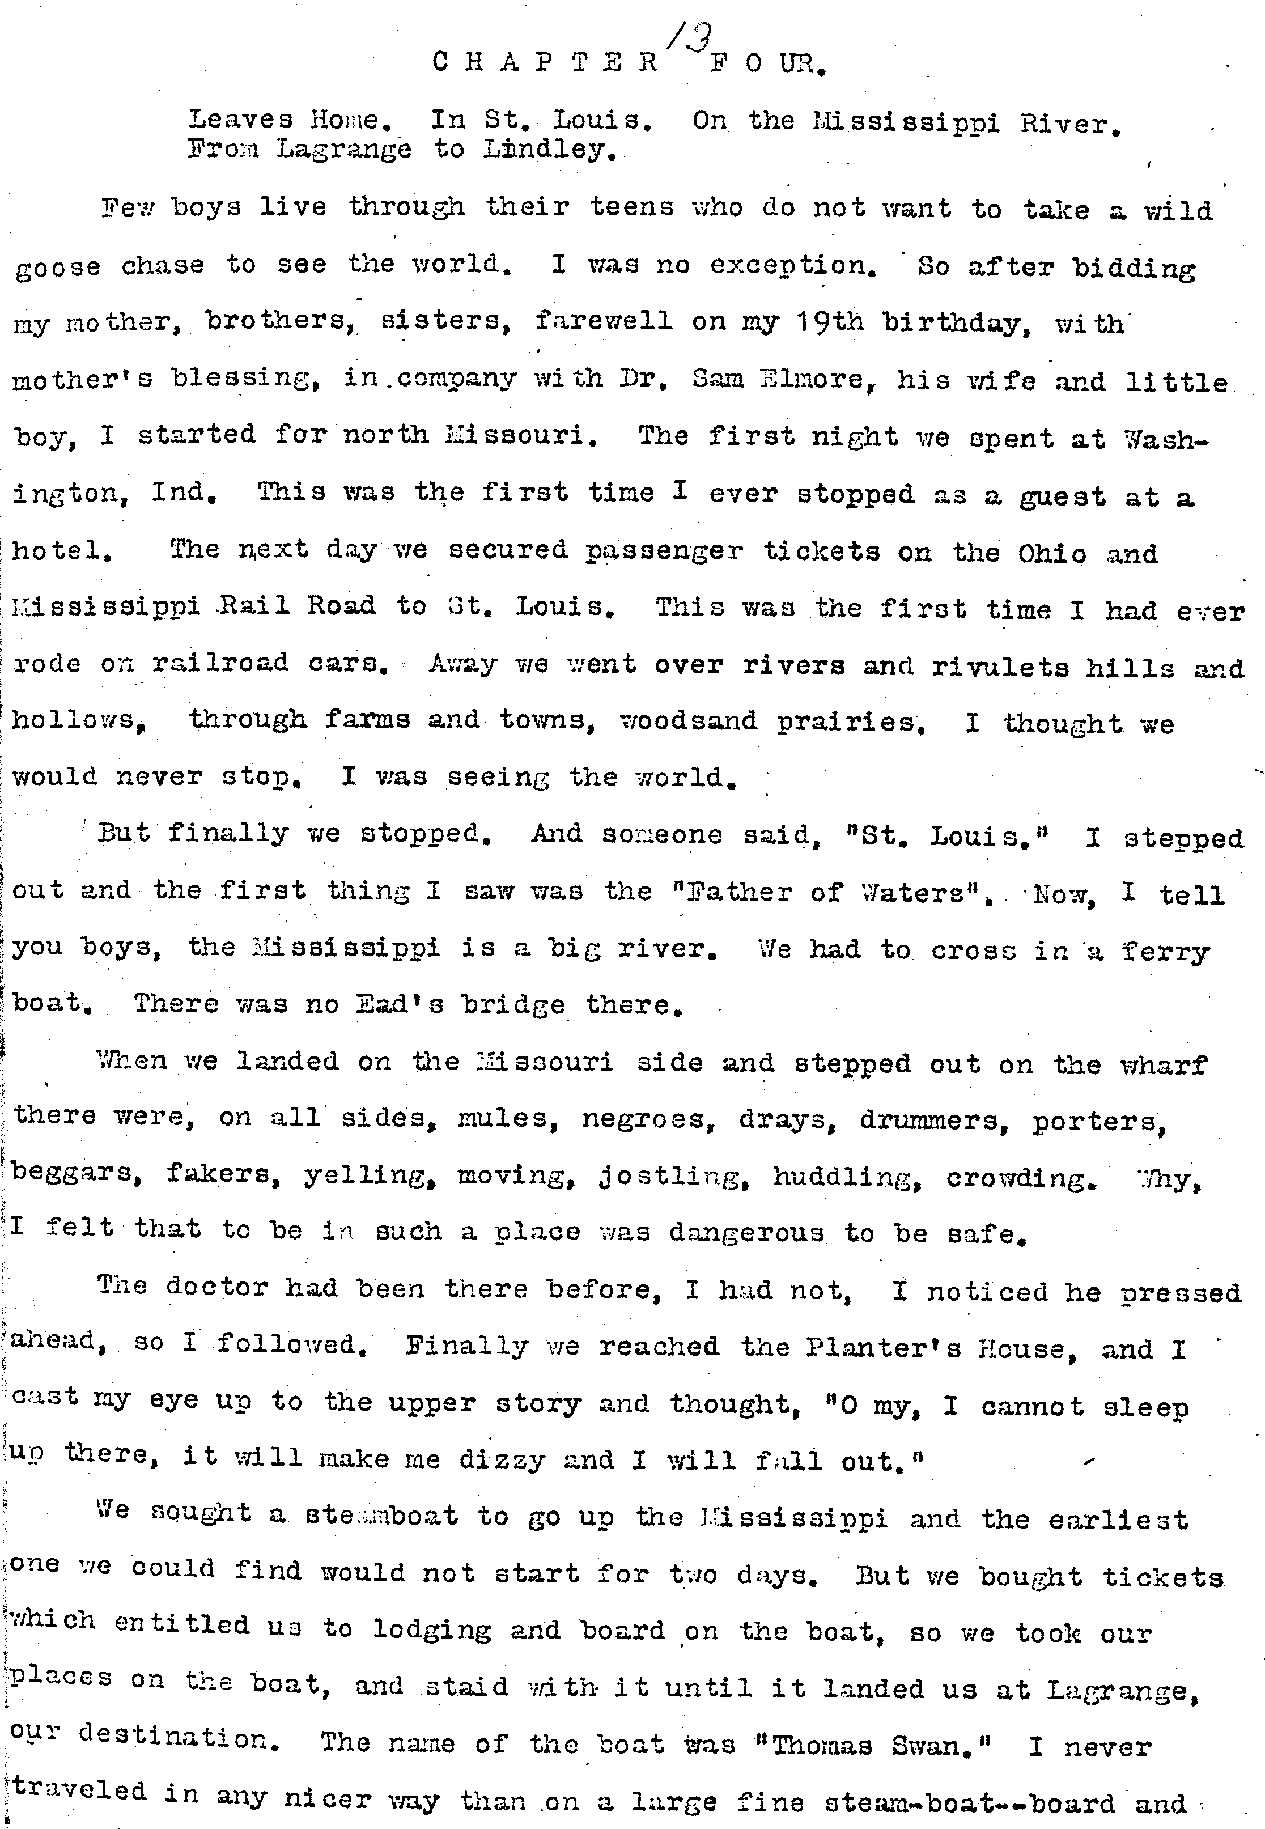 13
C H A P T E R F O UR.
Leaves Home. In St. Louis. On the Mississippi River.
From Lagrange to Lindley.
Few boys live through their teens who do not want to take a wild
goose chase to see the world. I was no exception. So after bidding
my mother, brothers, sisters, farewell on my 19th birthday, with
mother's blessing, in company with Dr. Sam Elmore, his wife and little
boy, I started for north Missouri. The first night we spent at Wash-
ington, Ind. This was the first time I ever stopped as a guest at a
hotel. The next day we secured passenger tickets on the Ohio and
Mississippi Rail Road to St. Louis. This was the first time I had ever
rode on railroad cars. Away we went over rivers and rivulets hills and
hollows, through farms and towns, woodsand prairies. I thought we
would never stop. I was seeing the world.
But finally we stopped. And someone said, "St. Louis." I stepped
out and the first thing I saw was the "Father of Waters". Now, I tell
you boys, the Mississippi is a big river. We had to cross in a ferry
boat. There was no Ead's bridge there.
When we landed on the Missouri side and stepped out on the wharf
there were, on all sides, mules, negroes, drays, drummers, porters,
beggars, fakers, yelling, moving, jostling, huddling, crowding. Why,
I felt that to be in such a place was dangerous to be safe.
The doctor had been there before, I had not, I noticed he pressed
ahead, so I followed. Finally we reached the Planter's House, and I
cast my eye up to the upper story and thought, "O my, I cannot sleep
up there, it will make me dizzy and I will fall out."
We sought a steamboat to go up the Mississippi and the earliest
one we could find would not start for two days. But we bought tickets
which entitled us to lodging and board on the boat, so we took our
places on the boat, and staid with it until it landed us at Lagrange,
our destination. The name of the boat was "Thomas Swan." I never
traveled in any nicer way than on a large fine steam-boat--board and